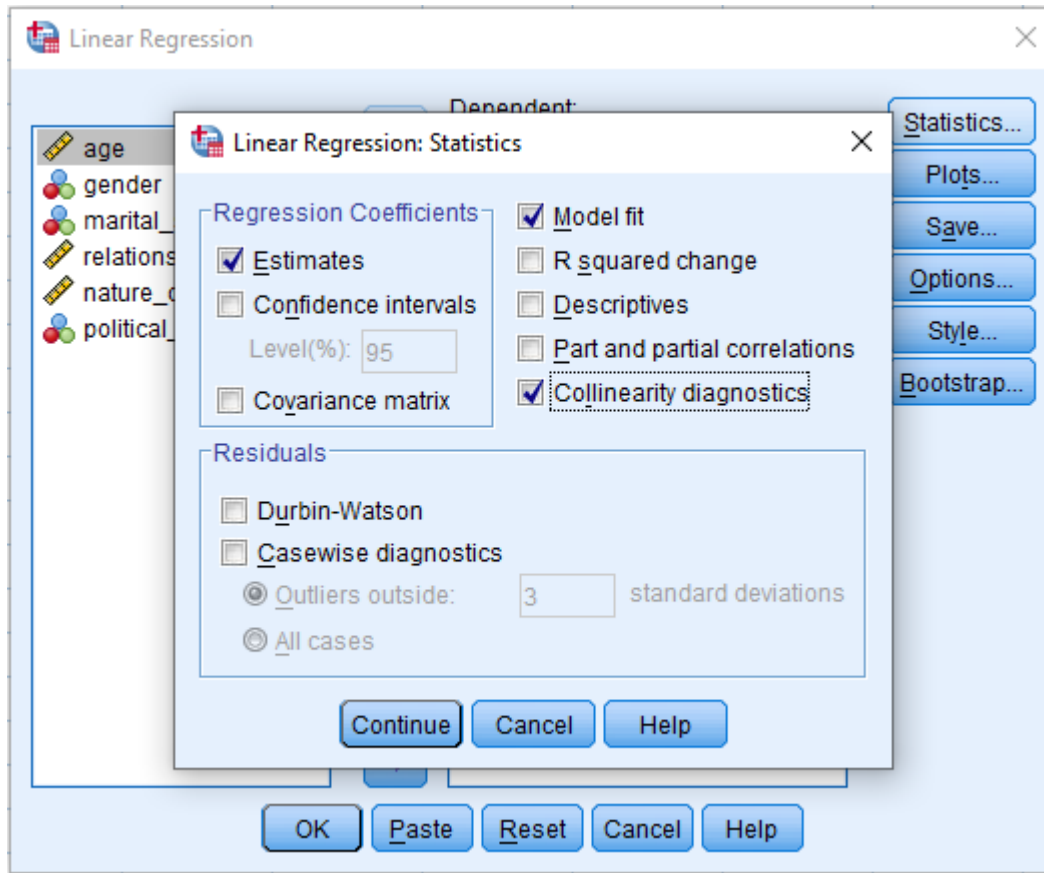 Linear Regression
Dependent:
age
gender
marital_
relations
nature_
political_
Statistics...
Plots...
Save...
Options...
Style...
Bootstrap...
Linear Regression: Statistics
Regression Coefficients
Estimates
Confidence intervals
Level(%): 95
Covariance matrix
Model fit
R squared change
Descriptives
Part and partial correlations
Collinearity diagnostics
Residuals
Durbin-Watson
Casewise diagnostics
Outliers outside: 3 standard deviations
All cases
Continue Cancel Help
OK Paste Reset Cancel Help